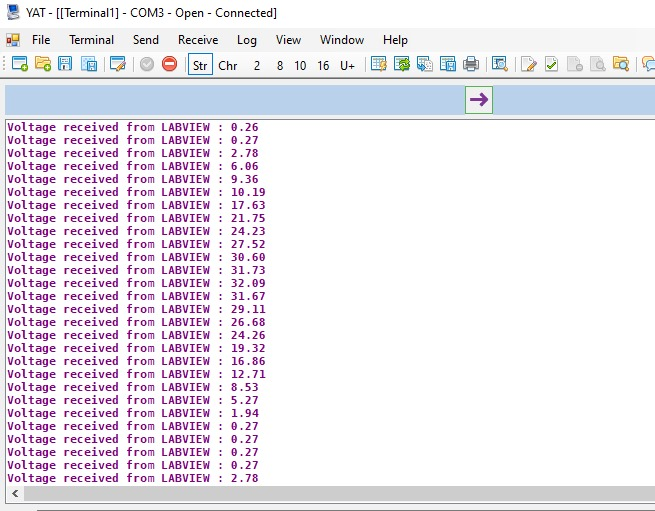 YAT - [[Terminal1] - COM3 - Open - Connected]
File Terminal Send Receive Log View Window Help
Str Chr 2 8 10 16 U+
Voltage received from LABVIEW : 0.26
Voltage received from LABVIEW : 0.27
Voltage received from LABVIEW : 2.78
Voltage received from LABVIEW : 6.06
Voltage received from LABVIEW : 9.36
Voltage received from LABVIEW : 10.19
Voltage received from LABVIEW : 17.63
Voltage received from LABVIEW : 21.75
Voltage received from LABVIEW : 24.23
Voltage received from LABVIEW : 27.52
Voltage received from LABVIEW : 30.60
Voltage received from LABVIEW : 31.73
Voltage received from LABVIEW : 32.09
Voltage received from LABVIEW : 31.67
Voltage received from LABVIEW : 29.11
Voltage received from LABVIEW : 26.68
Voltage received from LABVIEW : 24.26
Voltage received from LABVIEW : 19.32
Voltage received from LABVIEW : 16.86
Voltage received from LABVIEW : 12.71
Voltage received from LABVIEW : 8.53
Voltage received from LABVIEW : 5.27
Voltage received from LABVIEW : 1.94
Voltage received from LABVIEW : 0.27
Voltage received from LABVIEW : 0.27
Voltage received from LABVIEW : 0.27
Voltage received from LABVIEW : 2.78